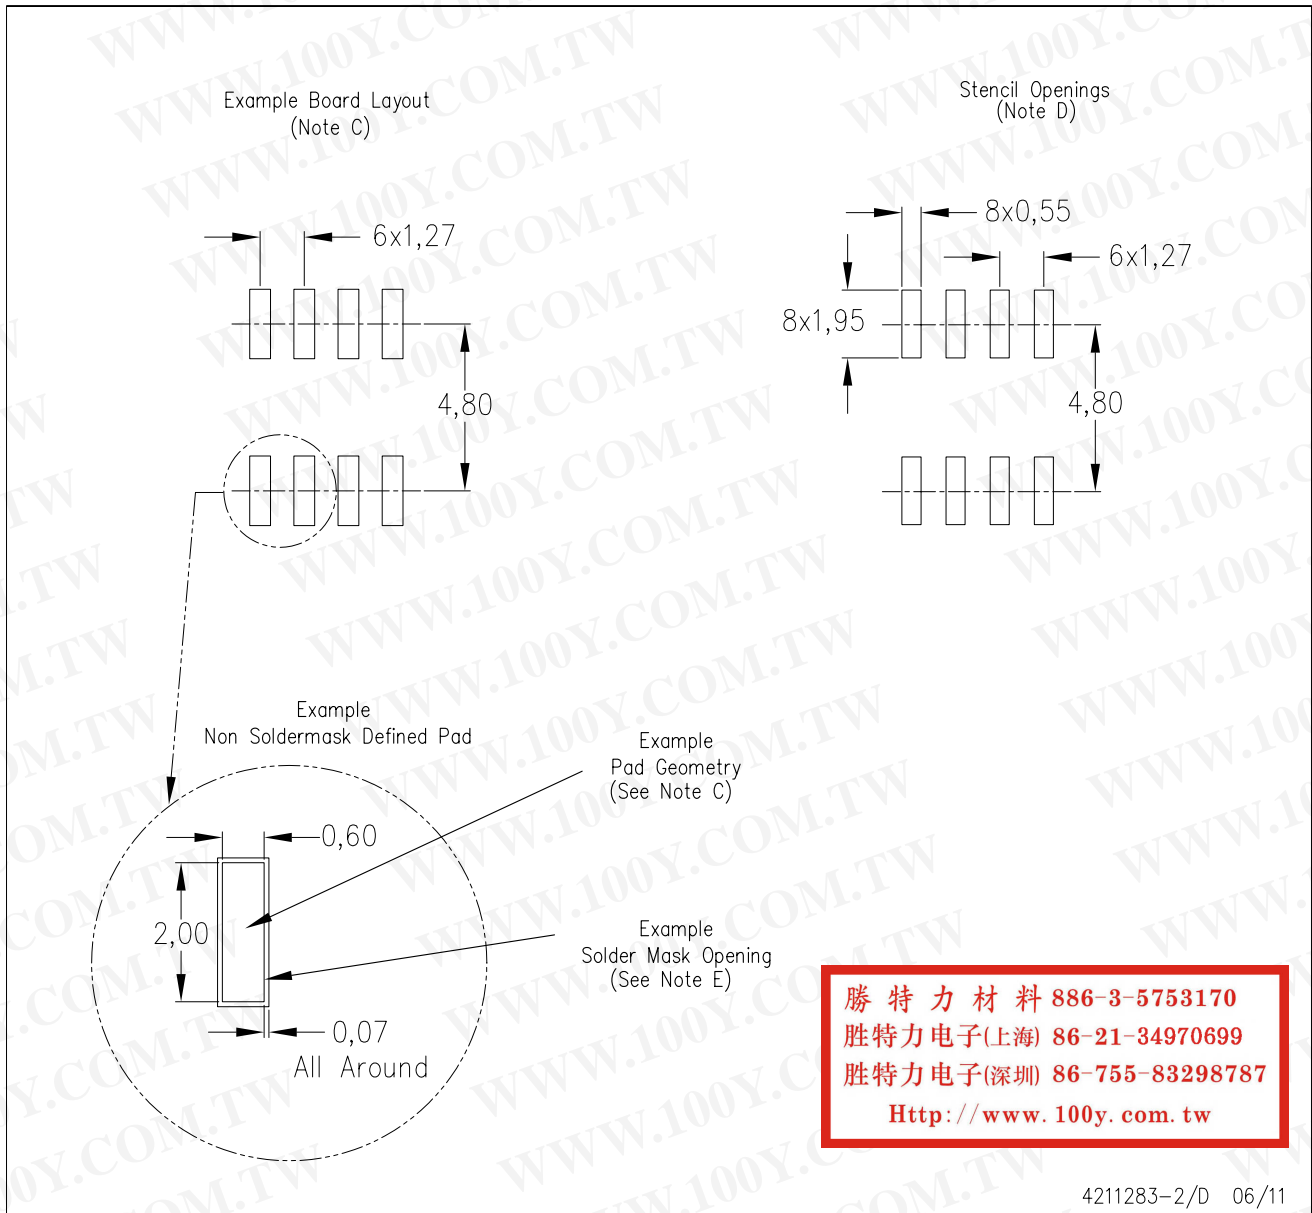 Example Board Layout
(Note C)
Stencil Openings
(Note D)
6x1,27
8x0,55
6x1,27
8x1,95
4,80
4,80
Example
Non Soldermask Defined Pad
Example
Pad Geometry
(See Note C)
0,60
2,00
Example
Solder Mask Opening
(See Note E)
0,07
All Around
勝 特 力 材 料 886-3-5753170
胜特力电子(上海) 86-21-34970699
胜特力电子(深圳) 86-755-83298787
Http://www.100y.com.tw
4211283-2/D 06/11
WWW.100Y.COM.TW